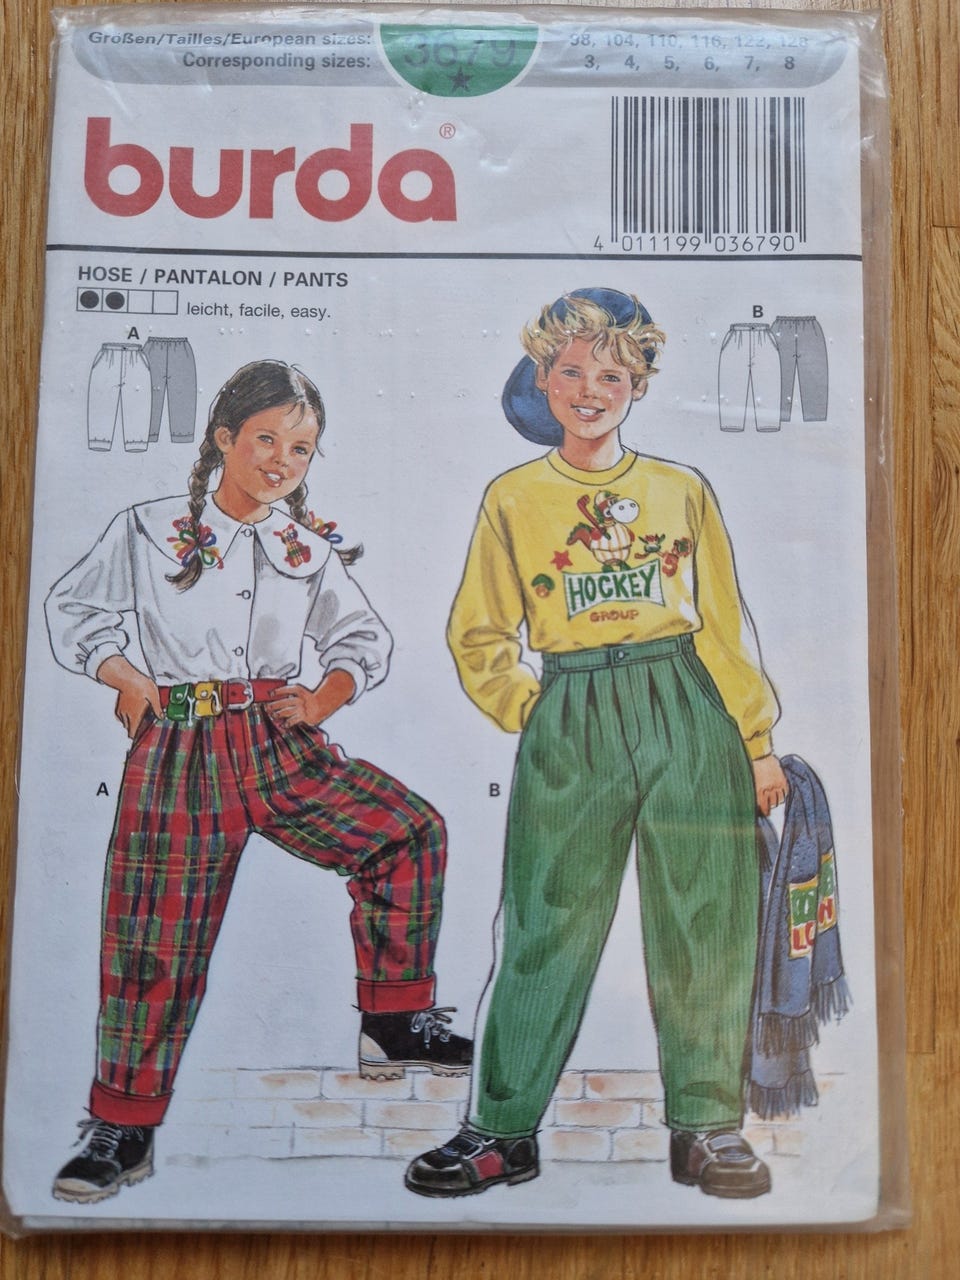 Größen/Tailles/European sizes: 98, 104, 110, 116, 122, 128
Corresponding sizes: 3, 4, 5, 6, 7, 8
3679
burda®
4 011199 036790
HOSE / PANTALON / PANTS
leicht, facile, easy.
A
B
HOCKEY
GROUP
A
B